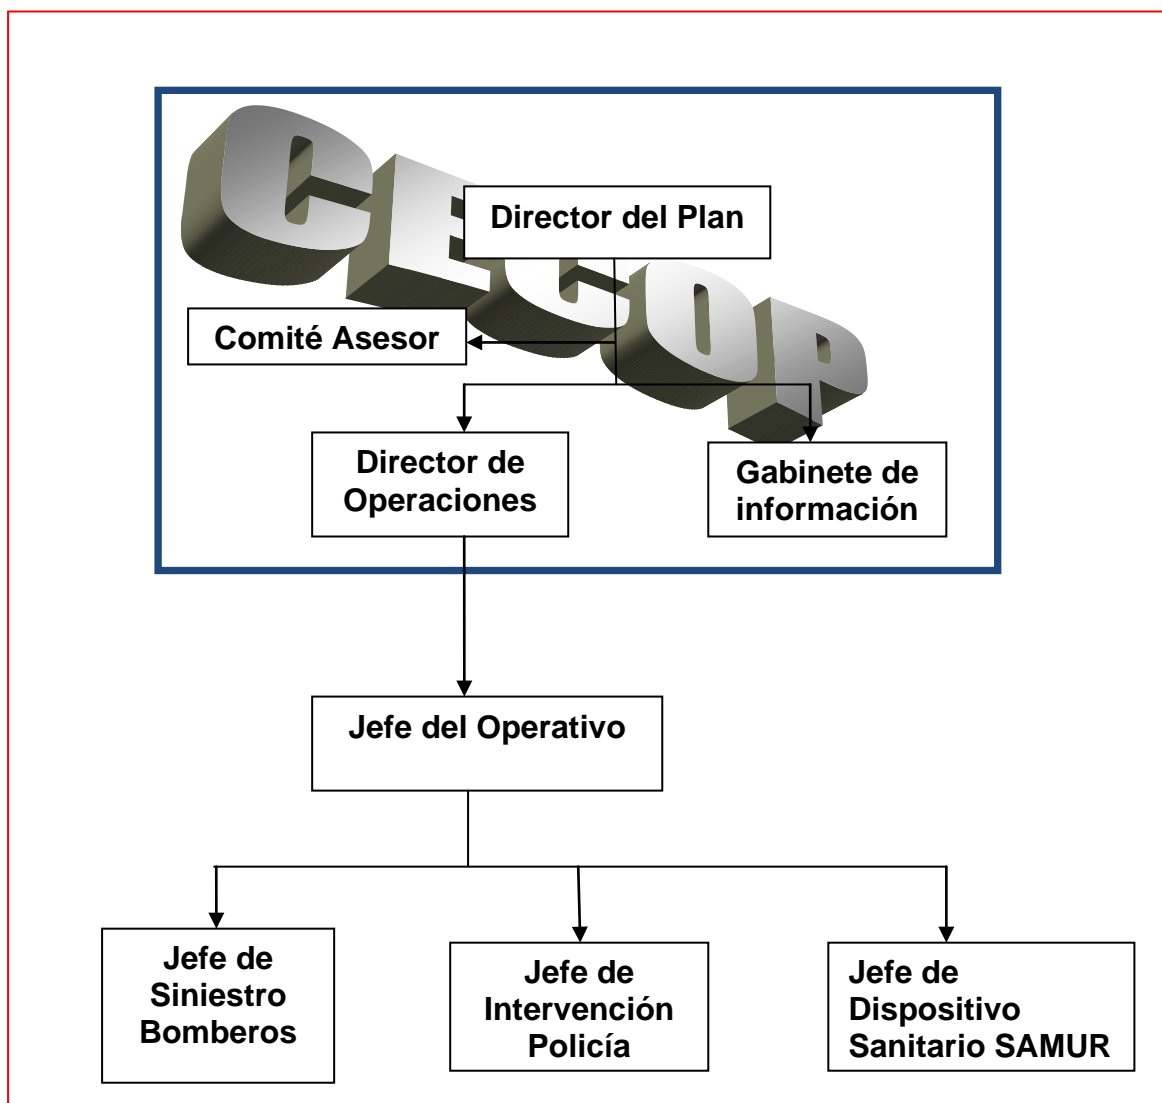 CECOP
Director del Plan
Comité Asesor
Director de
Operaciones
Gabinete de
información
Jefe del Operativo
Jefe de
Siniestro
Bomberos
Jefe de
Intervención
Policía
Jefe de
Dispositivo
Sanitario SAMUR